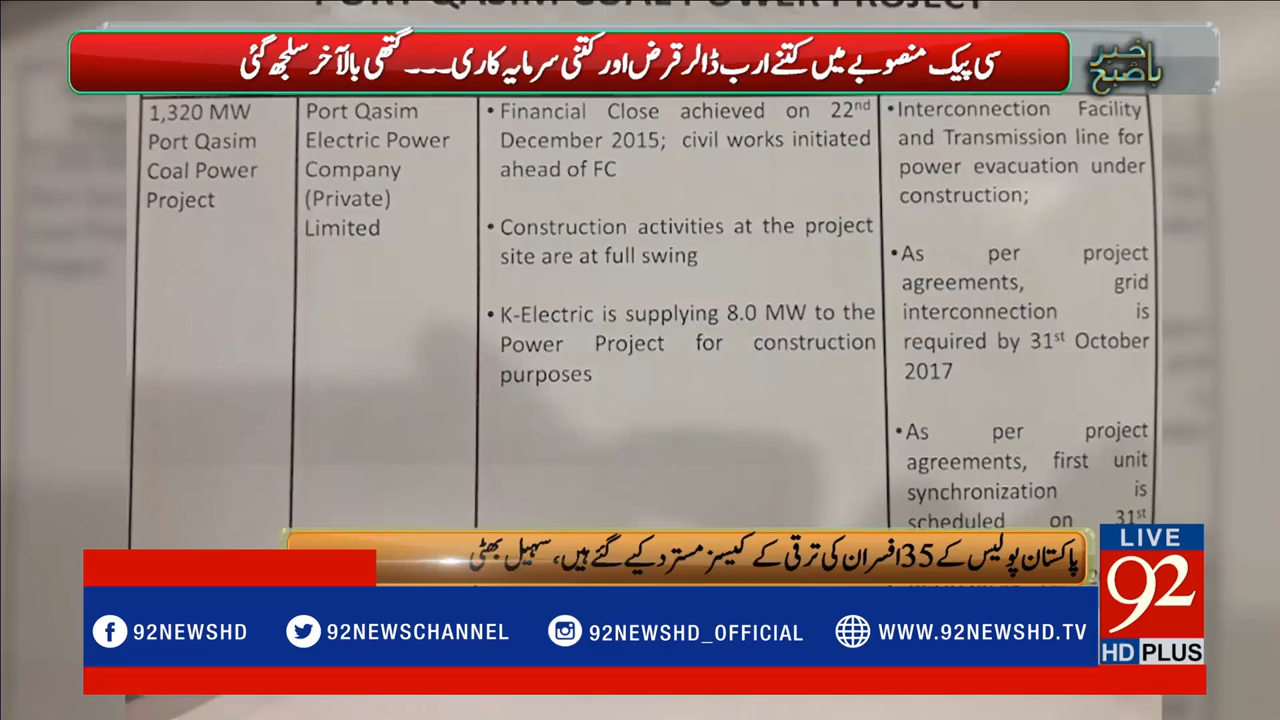 PORT QASIM COAL POWER PROJECT
سی پیک منصوبے میں کتنے ارب ڈالر قرض اور کتنی سرمایہ کاری۔۔۔ گتھی بالآخر سلجھ گئی
خبر
باصبح
1,320 MW
Port Qasim
Coal Power
Project
Port Qasim
Electric Power
Company
(Private)
Limited
• Financial Close achieved on 22nd
December 2015; civil works initiated
ahead of FC
• Construction activities at the project
site are at full swing
• K-Electric is supplying 8.0 MW to the
Power Project for construction
purposes
• Interconnection Facility
and Transmission line for
power evacuation under
construction;
• As per project
agreements, grid
interconnection is
required by 31st October
2017
• As per project
agreements, first unit
synchronization is
scheduled on 31st
پاکستان پولیس کے 35 افسران کی ترقی کے کیسز مسترد کیے گئے ہیں، سہیل بھٹی
LIVE
92
HD PLUS
92NEWSHD
92NEWSCHANNEL
92NEWSHD_OFFICIAL
WWW.92NEWSHD.TV